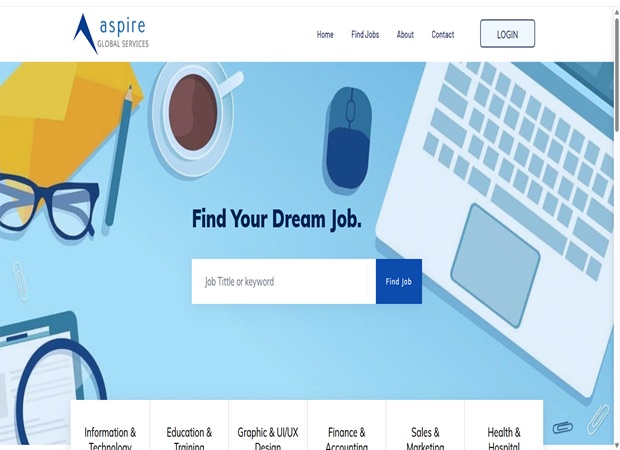 aspire
GLOBAL SERVICES
Home Find Jobs About Contact LOGIN
Find Your Dream Job.
Job Tittle or keyword Find Job
Information & Education & Graphic & UI/UX Finance & Sales & Health &
Technology Training Design Accounting Marketing Hospital